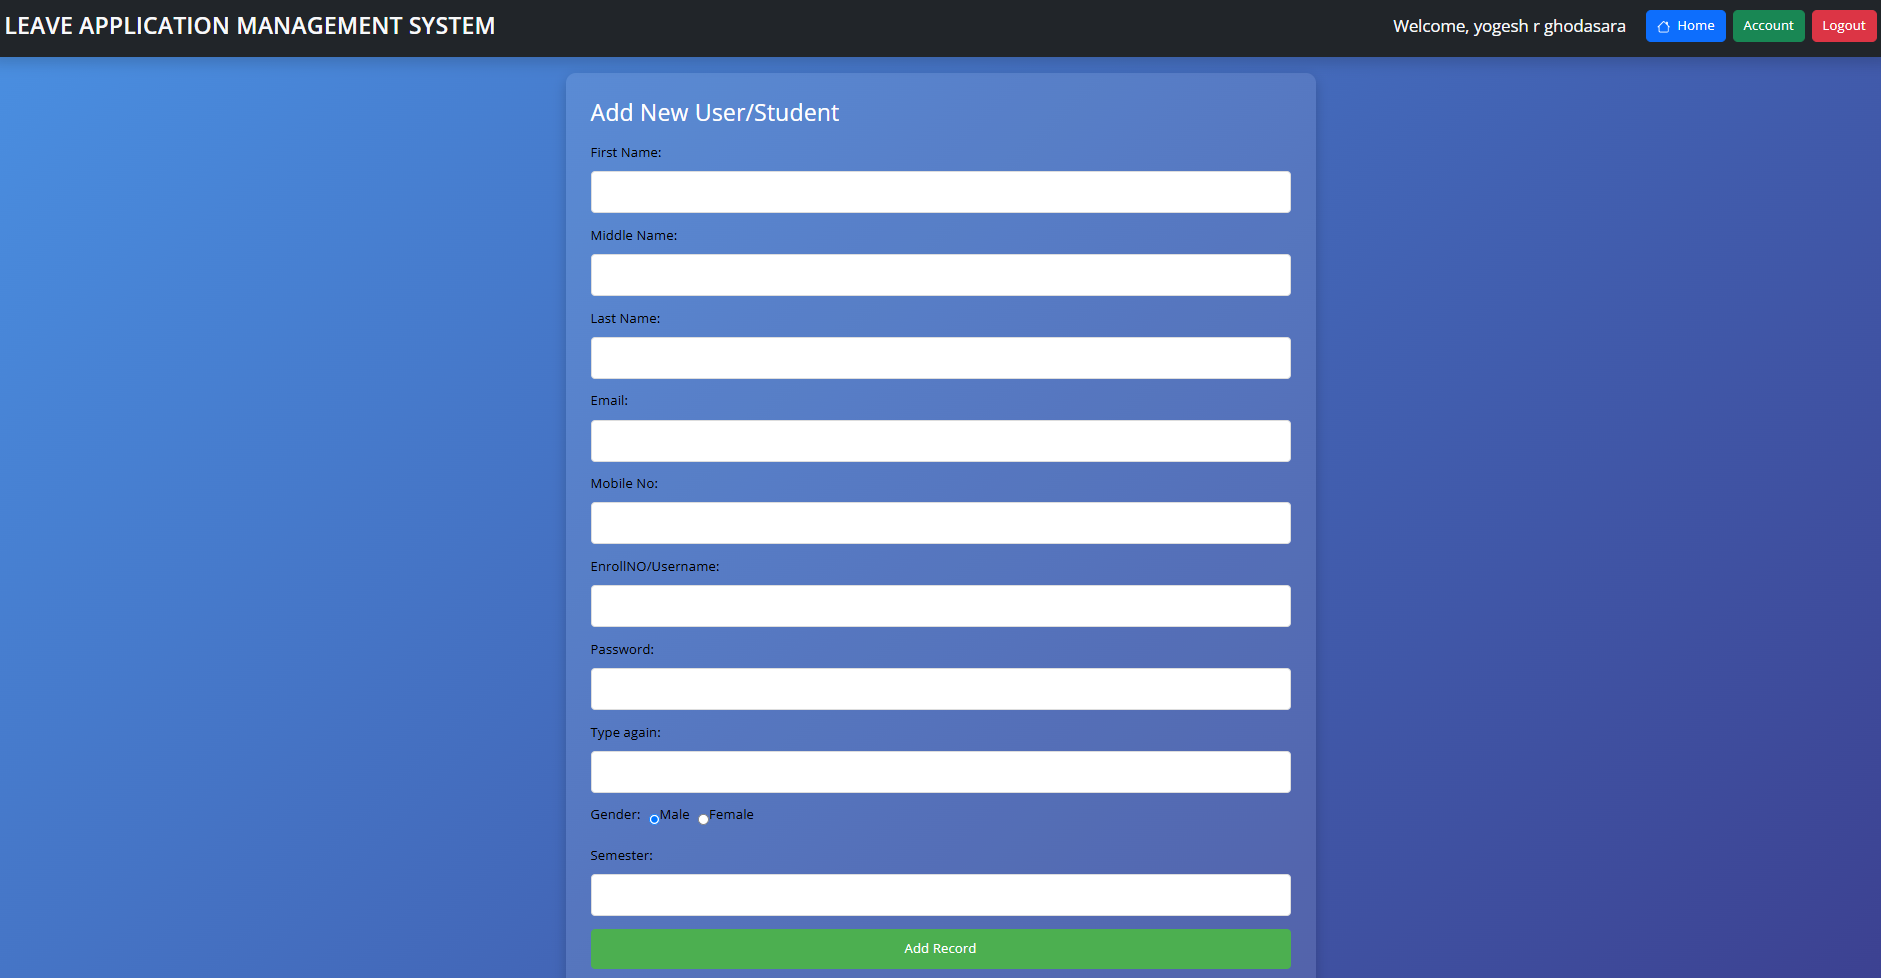 LEAVE APPLICATION MANAGEMENT SYSTEM
Welcome, yogesh r ghodasara Home Account Logout
Add New User/Student
First Name:
Middle Name:
Last Name:
Email:
Mobile No:
EnrollNO/Username:
Password:
Type again:
Gender: Male Female
Semester:
Add Record